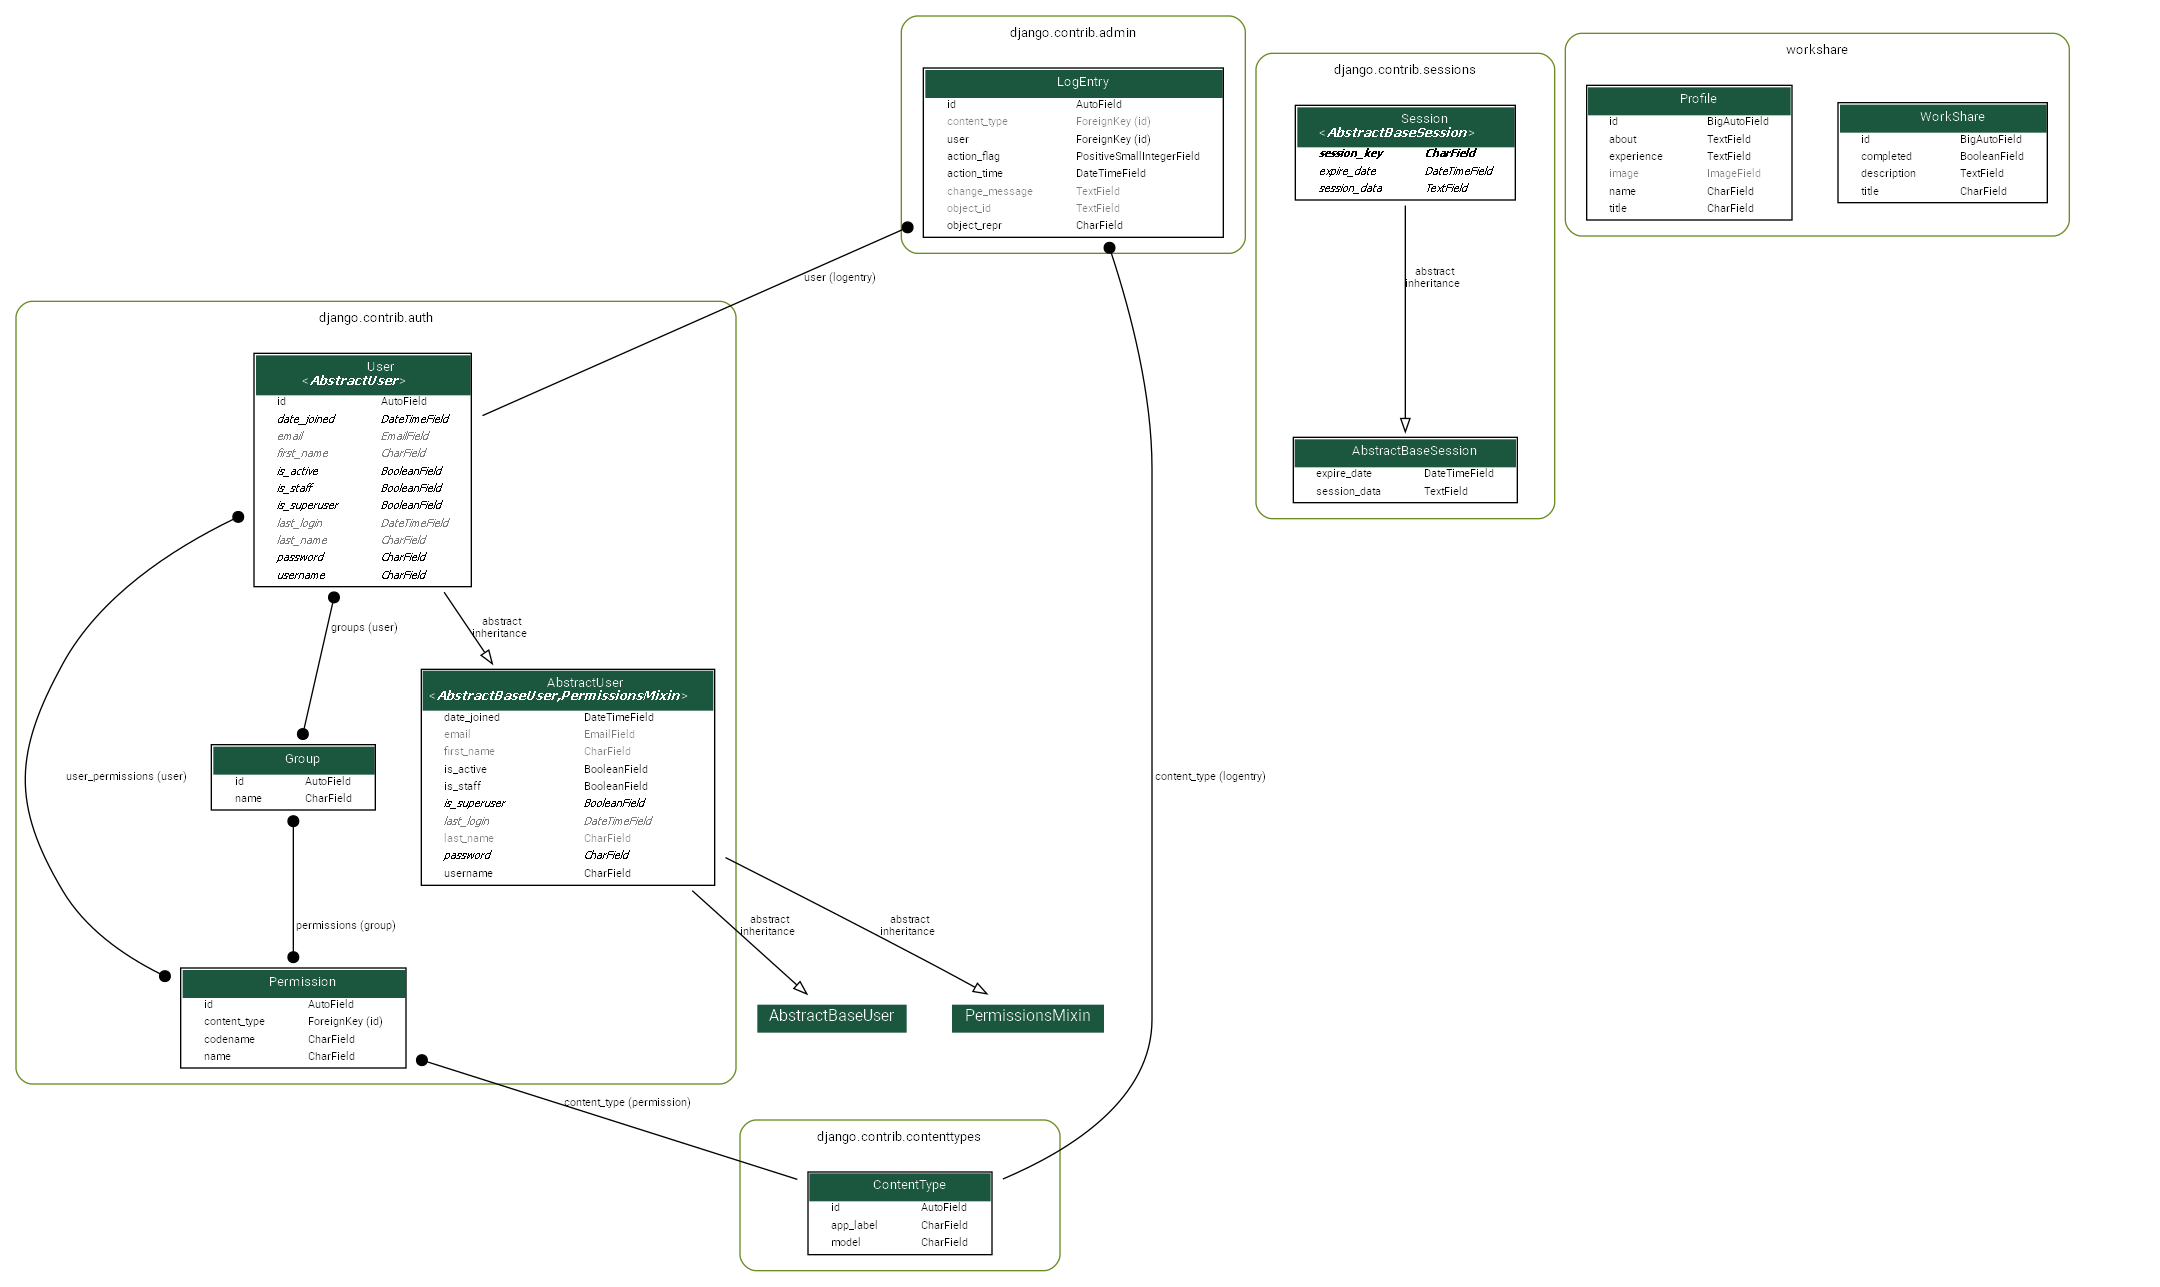 django.contrib.admin
LogEntry
id AutoField
content_type ForeignKey (id)
user ForeignKey (id)
action_flag PositiveSmallIntegerField
action_time DateTimeField
change_message TextField
object_id TextField
object_repr CharField
django.contrib.sessions
Session
<AbstractBaseSession>
session_key CharField
expire_date DateTimeField
session_data TextField
abstract
inheritance
AbstractBaseSession
expire_date DateTimeField
session_data TextField
workshare
Profile
id BigAutoField
about TextField
experience TextField
image ImageField
name CharField
title CharField
WorkShare
id BigAutoField
completed BooleanField
description TextField
title CharField
user (logentry)
django.contrib.auth
User
<AbstractUser>
id AutoField
date_joined DateTimeField
email EmailField
first_name CharField
is_active BooleanField
is_staff BooleanField
is_superuser BooleanField
last_login DateTimeField
last_name CharField
password CharField
username CharField
groups (user)
abstract
inheritance
AbstractUser
<AbstractBaseUser,PermissionsMixin>
date_joined DateTimeField
email EmailField
first_name CharField
is_active BooleanField
is_staff BooleanField
is_superuser BooleanField
last_login DateTimeField
last_name CharField
password CharField
username CharField
user_permissions (user)
Group
id AutoField
name CharField
content_type (logentry)
permissions (group)
abstract
inheritance
abstract
inheritance
Permission
id AutoField
content_type ForeignKey (id)
codename CharField
name CharField
AbstractBaseUser
PermissionsMixin
content_type (permission)
django.contrib.contenttypes
ContentType
id AutoField
app_label CharField
model CharField